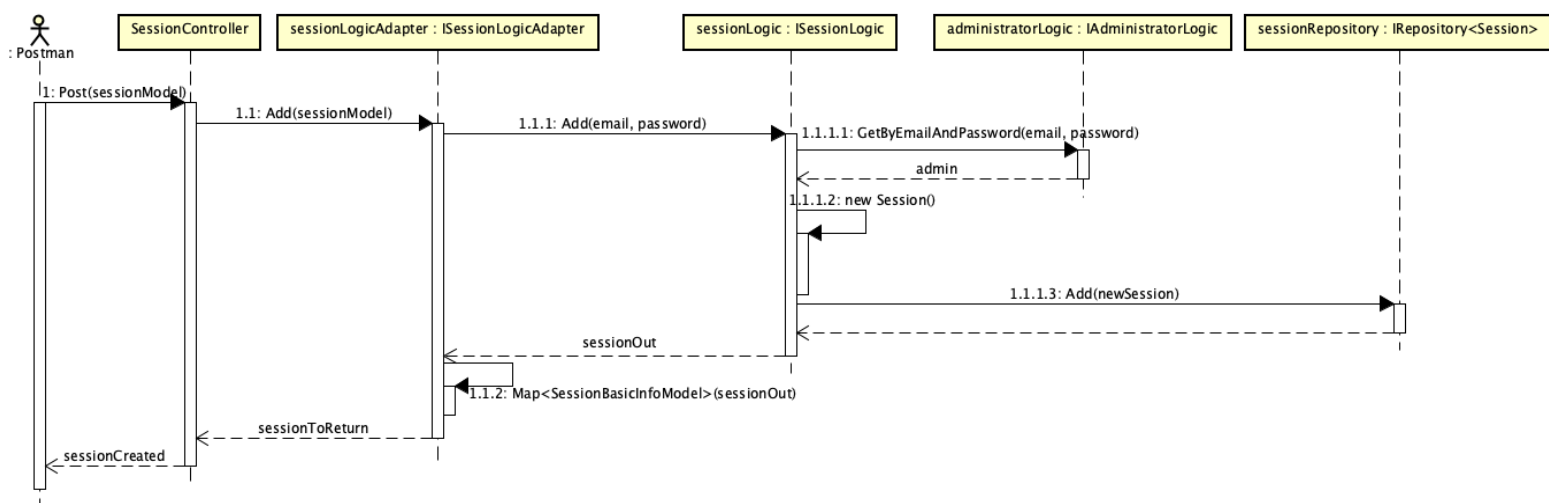 : Postman
SessionController
sessionLogicAdapter : ISessionLogicAdapter
sessionLogic : ISessionLogic
administratorLogic : IAdministratorLogic
sessionRepository : IRepository<Session>
1: Post(sessionModel)
1.1: Add(sessionModel)
1.1.1: Add(email, password)
1.1.1.1: GetByEmailAndPassword(email, password)
admin
1.1.1.2: new Session()
1.1.1.3: Add(newSession)
sessionOut
1.1.2: Map<SessionBasicInfoModel>(sessionOut)
sessionToReturn
sessionCreated